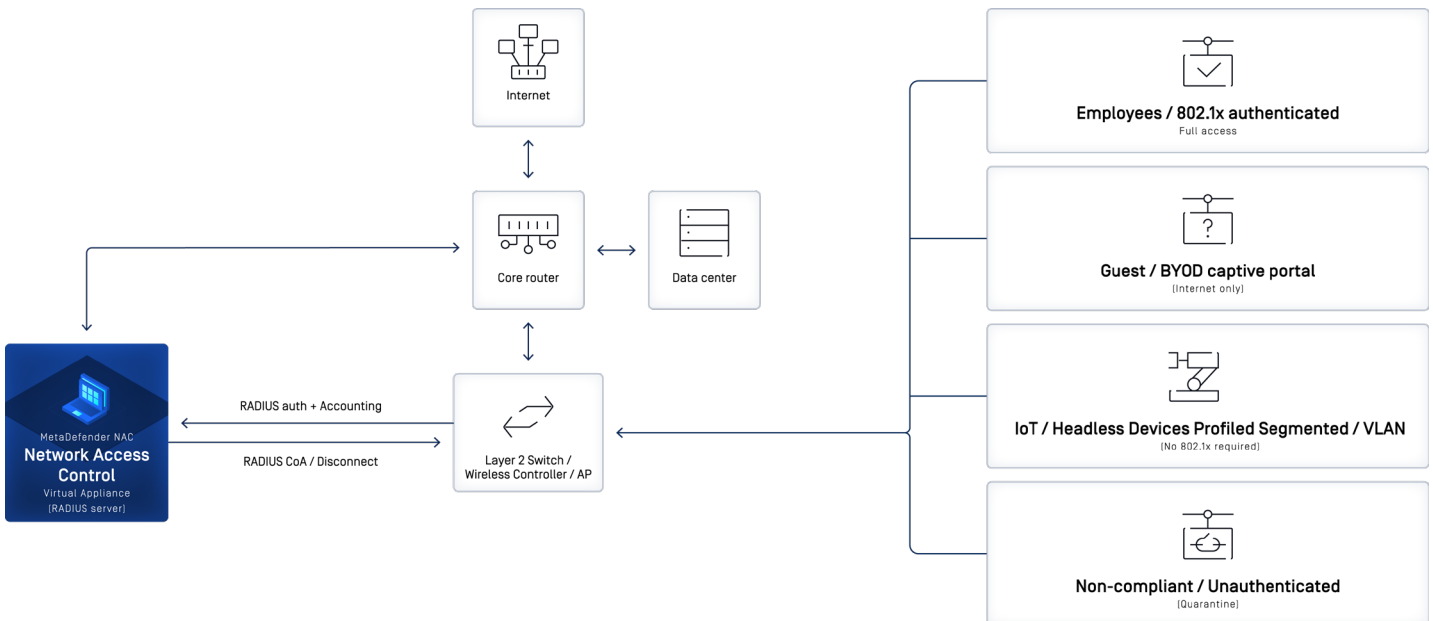 Internet
Core router
Data center
MetaDefender NAC
Network Access
Control
Virtual Appliance
(RADIUS server)
RADIUS auth + Accounting
RADIUS CoA / Disconnect
Layer 2 Switch /
Wireless Controller / AP
Employees / 802.1x authenticated
Full access
Guest / BYOD captive portal
(Internet only)
?
IoT / Headless Devices Profiled Segmented / VLAN
(No 802.1x required)
Non-compliant / Unauthenticated
(Quarantine)